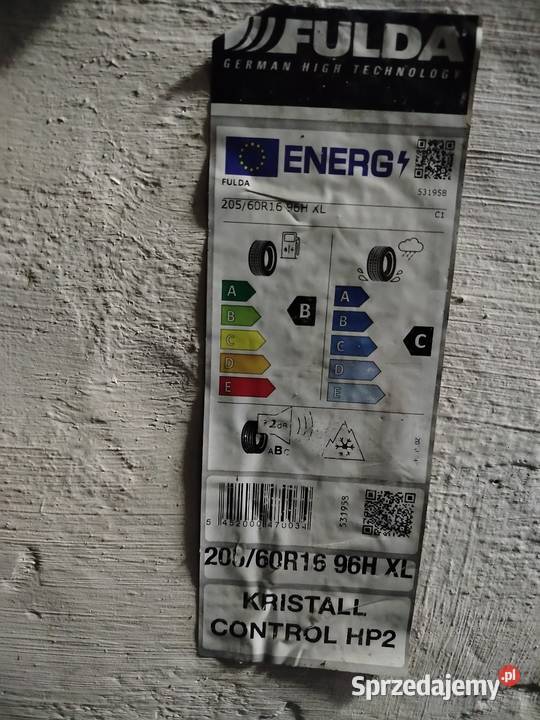 FULDA
GERMAN HIGH TECHNOLOGY
ENERG
FULDA
531958
205/60R16 96H XL
C1
A
B
C
D
E
B
A
B
C
D
E
C
72dB
ABC
531958
5 452000 470034
205/60R16 96H XL
KRISTALL
CONTROL HP2
Sprzedajemy.pl